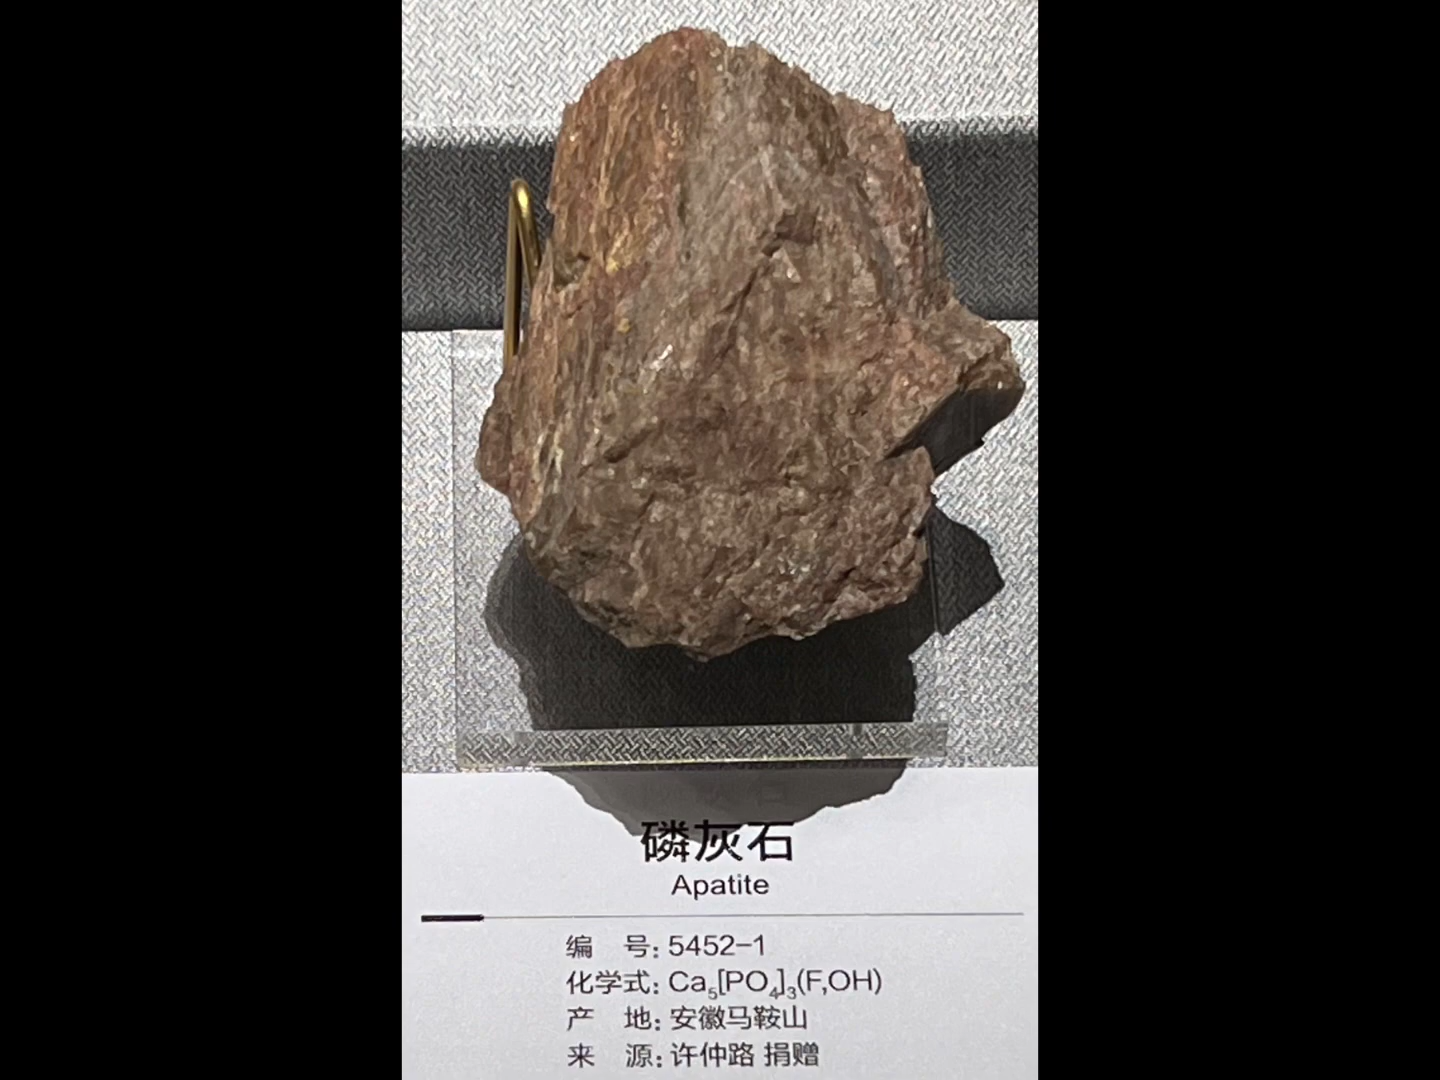 磷灰石
Apatite
编 号: 5452-1
化学式: Ca₅[PO₄]₃(F,OH)
产 地: 安徽马鞍山
来 源: 许仲路 捐赠